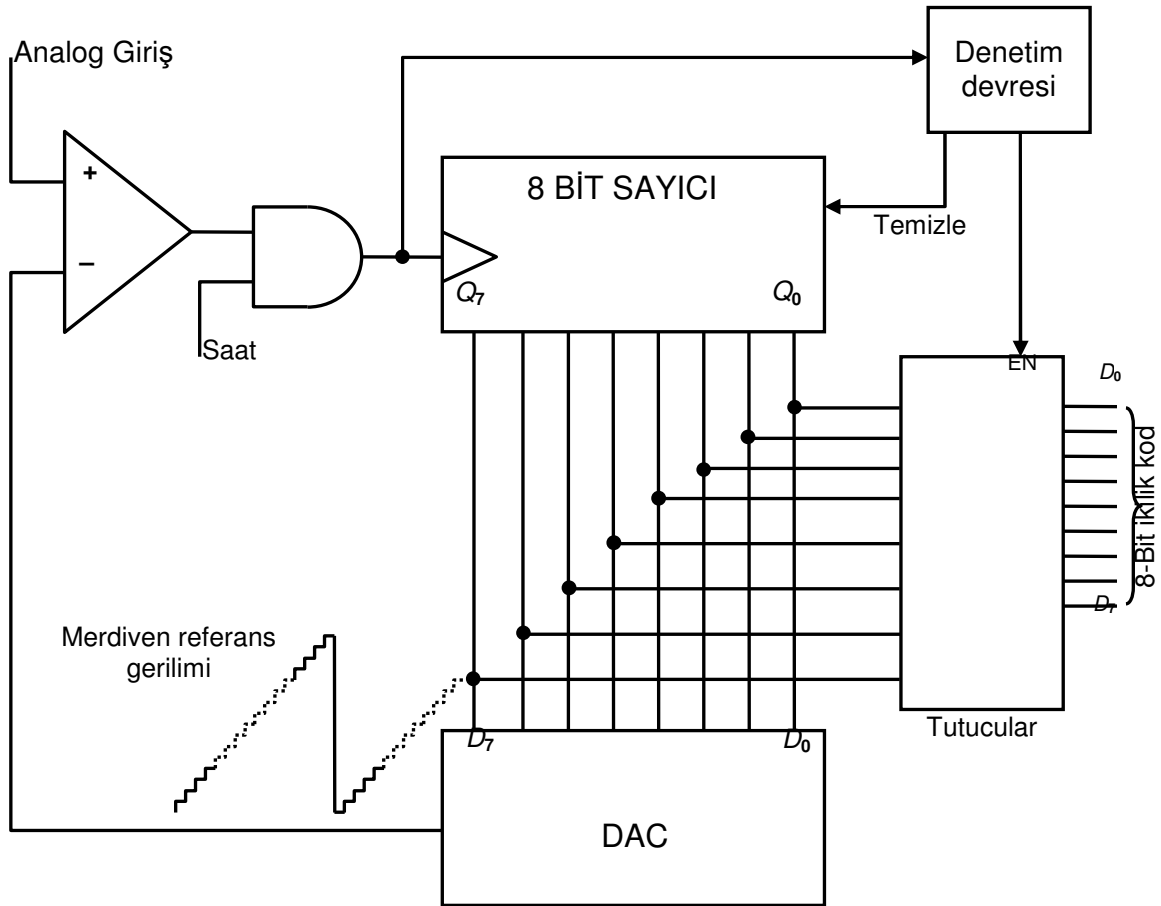 Analog Giriş
Denetim
devresi
+
8 BİT SAYICI
Temizle
−
Q7
Q0
Saat
EN
D0
8-Bit ikilik kod
D7
Merdiven referans
gerilimi
Tutucular
D7
D0
DAC